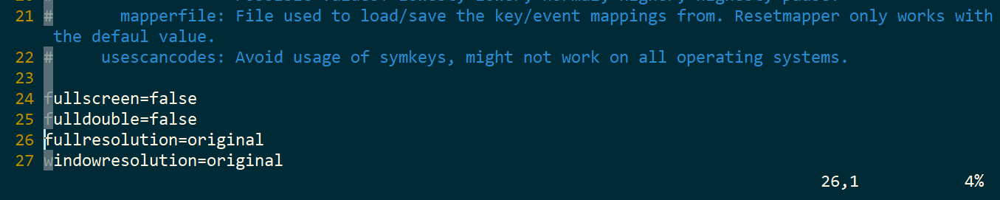 21 #       mapperfile: File used to load/save the key/event mappings from. Resetmapper only works with
the defaul value.
22 #     usescancodes: Avoid usage of symkeys, might not work on all operating systems.
23
24 fullscreen=false
25 fulldouble=false
26 fullresolution=original
27 windowresolution=original
26,1 4%